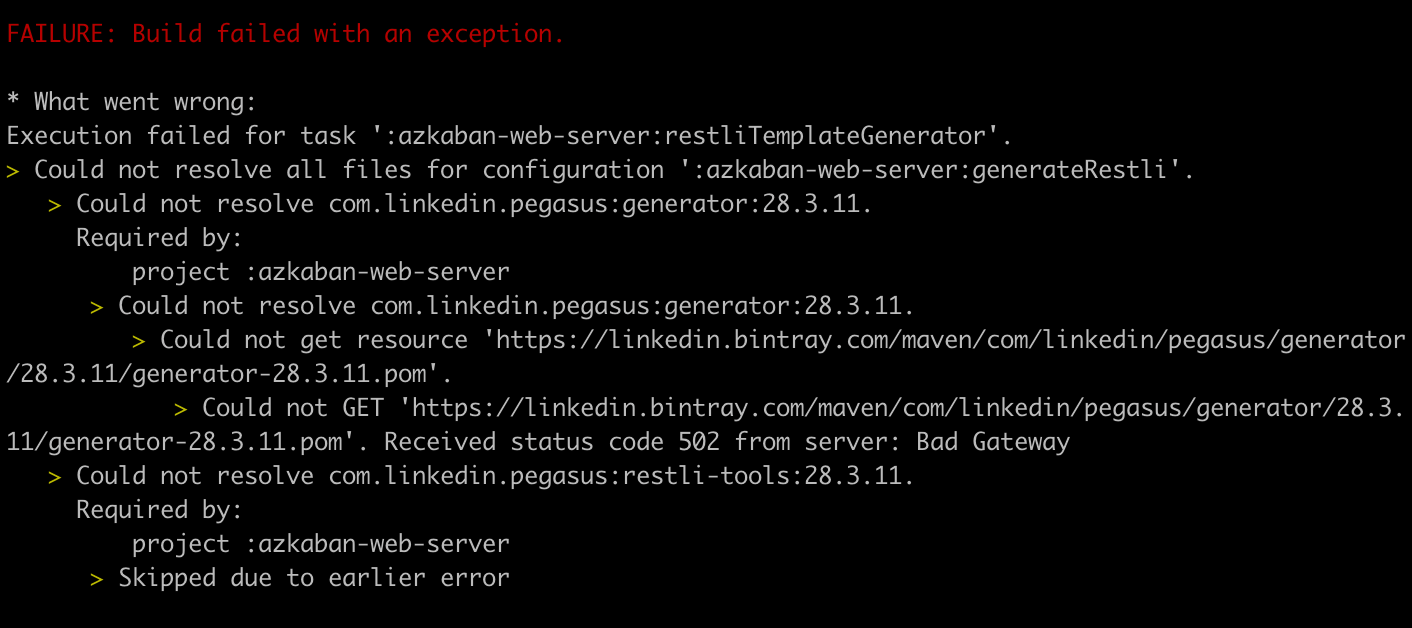 FAILURE: Build failed with an exception.
* What went wrong:
Execution failed for task ':azkaban-web-server:restliTemplateGenerator'.
> Could not resolve all files for configuration ':azkaban-web-server:generateRestli'.
> Could not resolve com.linkedin.pegasus:generator:28.3.11.
Required by:
project :azkaban-web-server
> Could not resolve com.linkedin.pegasus:generator:28.3.11.
> Could not get resource 'https://linkedin.bintray.com/maven/com/linkedin/pegasus/generator
/28.3.11/generator-28.3.11.pom'.
> Could not GET 'https://linkedin.bintray.com/maven/com/linkedin/pegasus/generator/28.3.
11/generator-28.3.11.pom'. Received status code 502 from server: Bad Gateway
> Could not resolve com.linkedin.pegasus:restli-tools:28.3.11.
Required by:
project :azkaban-web-server
> Skipped due to earlier error